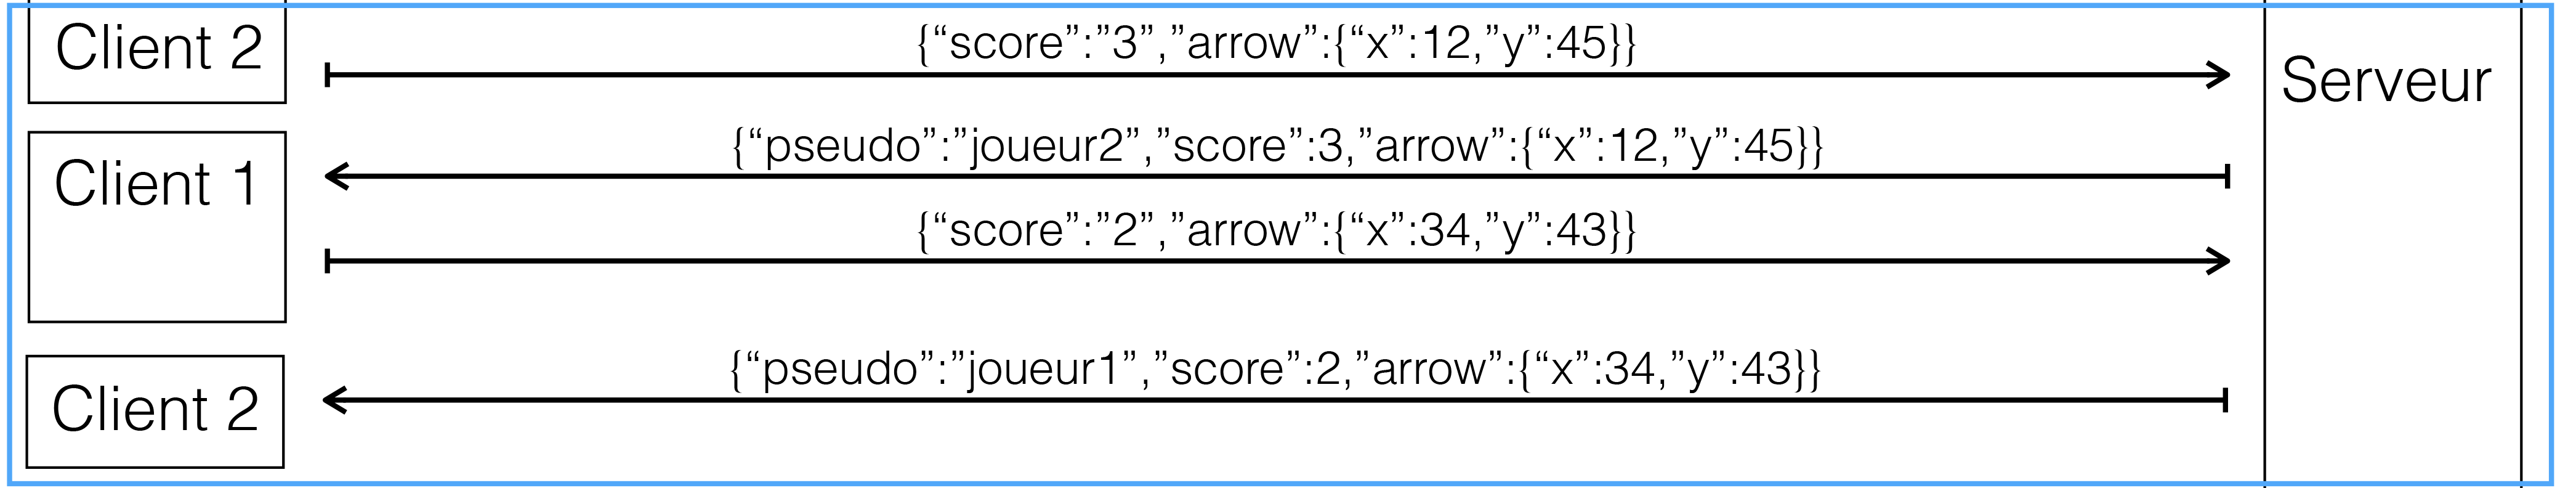 Client 2
{“score”:”3”,”arrow”:{“x”:12,”y”:45}}
Serveur
{“pseudo”:”joueur2”,”score”:3,”arrow”:{“x”:12,”y”:45}}
Client 1
{“score”:”2”,”arrow”:{“x”:34,”y”:43}}
{“pseudo”:”joueur1”,”score”:2,”arrow”:{“x”:34,”y”:43}}
Client 2